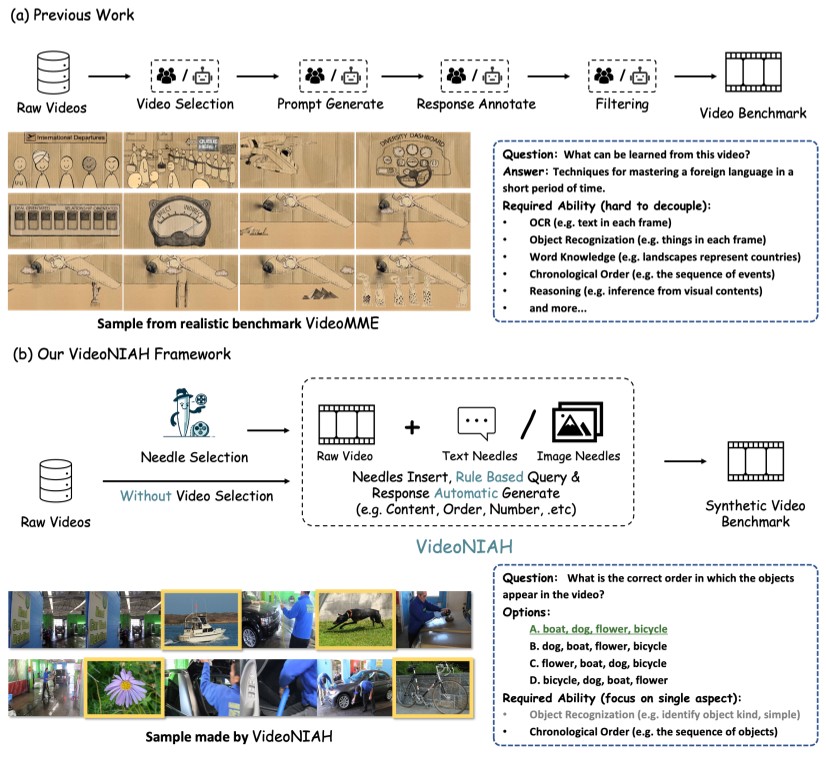 (a) Previous Work
Raw Videos
/
Video Selection
/
Prompt Generate
/
Response Annotate
/
Filtering
Video Benchmark
International Departures
DIVERSITY DASHBOARD
Question: What can be learned from this video?
Answer: Techniques for mastering a foreign language in a
short period of time.
Required Ability (hard to decouple):
• OCR (e.g. text in each frame)
• Object Recognition (e.g. things in each frame)
• Word Knowledge (e.g. landscapes represent countries)
• Chronological Order (e.g. the sequence of events)
• Reasoning (e.g. inference from visual contents)
• and more...
Sample from realistic benchmark VideoMME
(b) Our VideoNIAH Framework
Needle Selection
Raw Videos
Without Video Selection
+
/
Raw Video
Text Needles
Image Needles
Needles Insert, Rule Based Query &
Response Automatic Generate
(e.g. Content, Order, Number, .etc)
VideoNIAH
Synthetic Video
Benchmark
Question: What is the correct order in which the objects
appear in the video?
Options:
A. boat, dog, flower, bicycle
B. dog, boat, flower, bicycle
C. flower, boat, dog, bicycle
D. bicycle, dog, boat, flower
Required Ability (focus on single aspect):
• Object Recognition (e.g. identify object kind, simple)
• Chronological Order (e.g. the sequence of objects)
Sample made by VideoNIAH